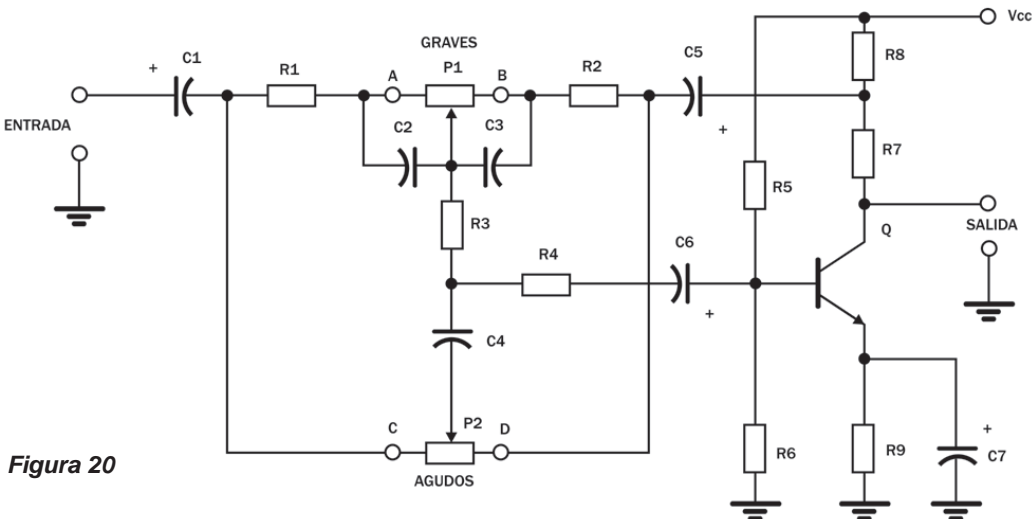 Vcc
GRAVES
C1
+
R1
A
P1
B
R2
C5
R8
ENTRADA
C2
C3
+
R7
R5
R3
SALIDA
Q
R4
C6
+
C4
C
P2
D
+
Figura 20
R6
R9
C7
AGUDOS